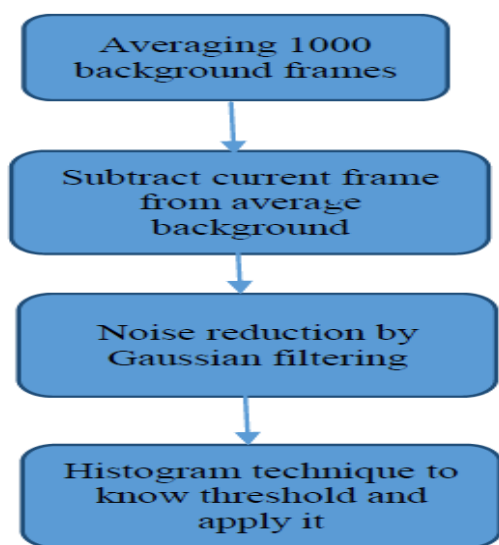 Averaging 1000
background frames
Subtract current frame
from average
background
Noise reduction by
Gaussian filtering
Histogram technique to
know threshold and
apply it